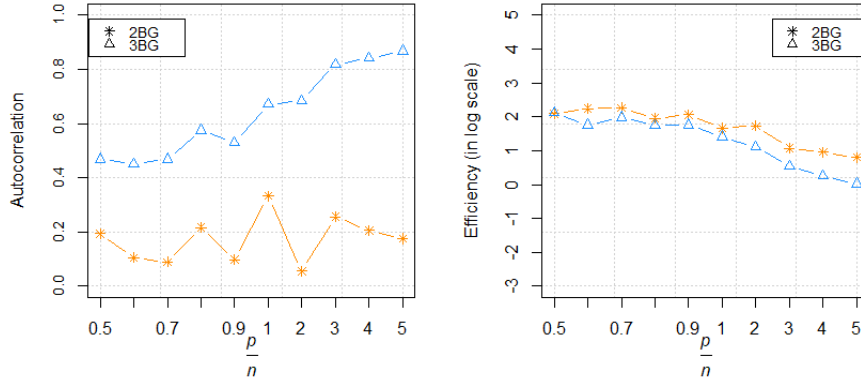 2BG
3BG
Autocorrelation
0.0 0.2 0.4 0.6 0.8 1.0
0.5 0.7 0.9 1 2 3 4 5
p
n
2BG
3BG
Efficiency (in log scale)
-3 -2 -1 0 1 2 3 4 5
0.5 0.7 0.9 1 2 3 4 5
p
n